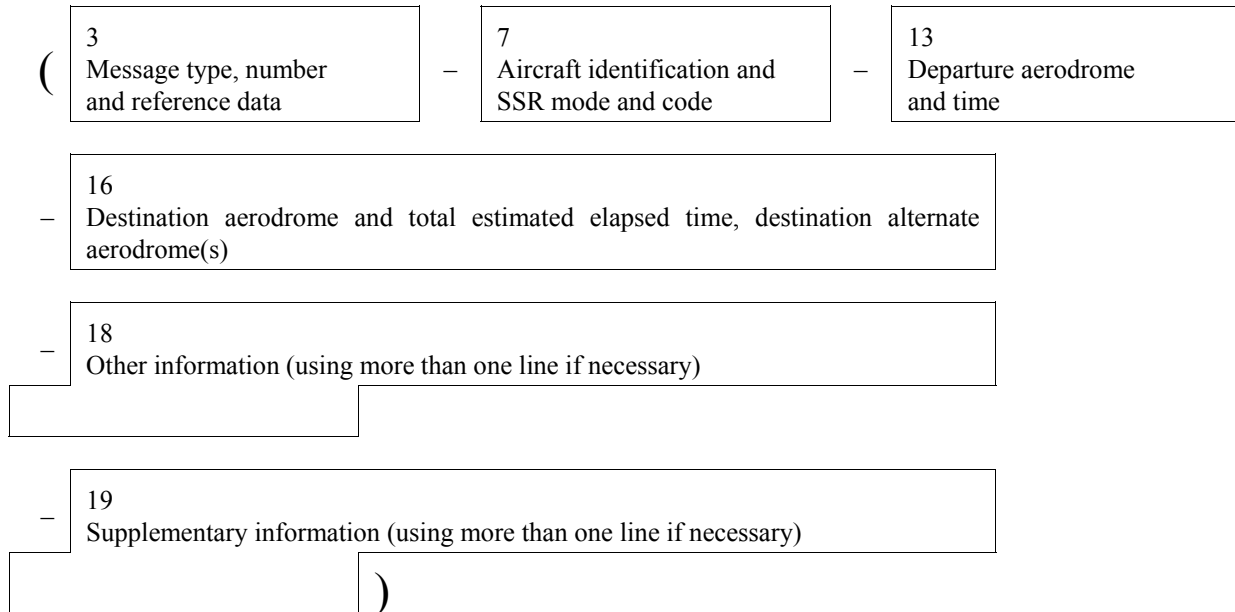 (
3
Message type, number
and reference data
–
7
Aircraft identification and
SSR mode and code
–
13
Departure aerodrome
and time
–
16
Destination aerodrome and total estimated elapsed time, destination alternate
aerodrome(s)
–
18
Other information (using more than one line if necessary)
–
19
Supplementary information (using more than one line if necessary)
)